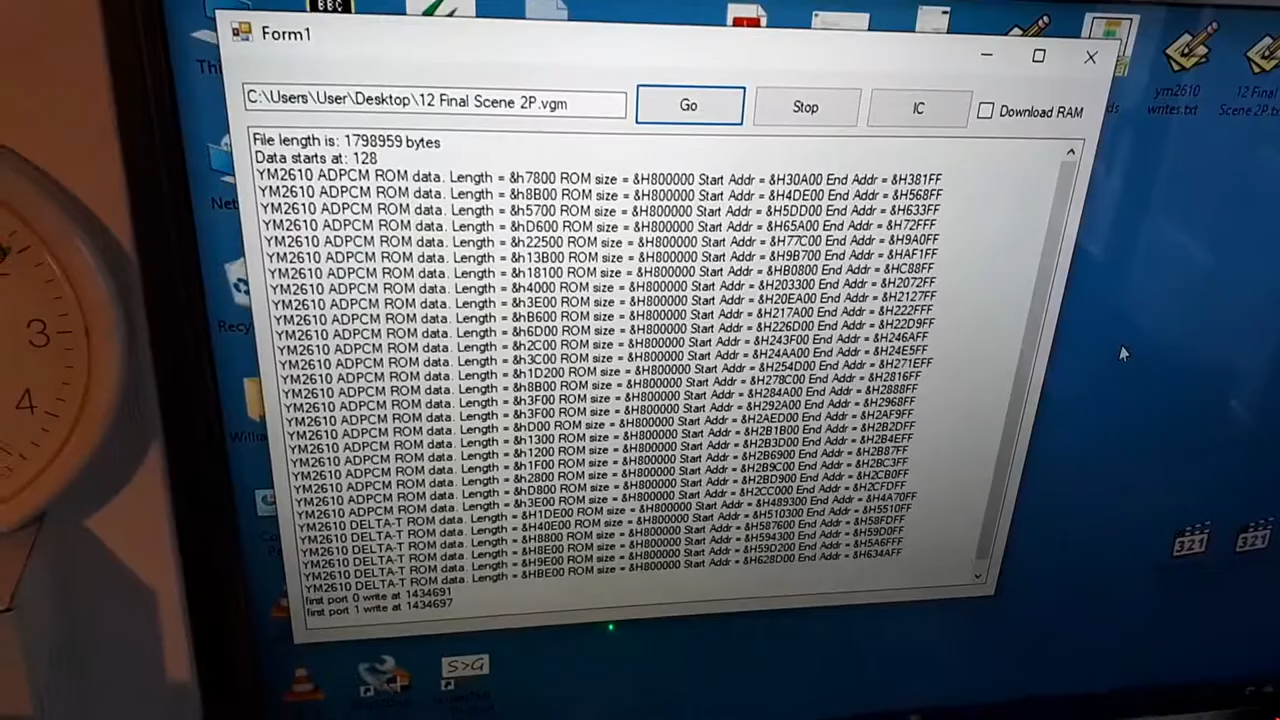 BBC
Form1
C:\Users\User\Desktop\12 Final Scene 2P.vgm
Go
Stop
IC
Download RAM
File length is: 1798959 bytes
Data starts at: 128
YM2610 ADPCM ROM data. Length = &h7800 ROM size = &H800000 Start Addr = &H30A00 End Addr = &H381FF
YM2610 ADPCM ROM data. Length = &h8B00 ROM size = &H800000 Start Addr = &H4DE00 End Addr = &H568FF
YM2610 ADPCM ROM data. Length = &h5700 ROM size = &H800000 Start Addr = &H5DD00 End Addr = &H633FF
YM2610 ADPCM ROM data. Length = &hD600 ROM size = &H800000 Start Addr = &H65A00 End Addr = &H72FFF
YM2610 ADPCM ROM data. Length = &h22500 ROM size = &H800000 Start Addr = &H77C00 End Addr = &H9A0FF
YM2610 ADPCM ROM data. Length = &h13B00 ROM size = &H800000 Start Addr = &H9B700 End Addr = &HAF1FF
YM2610 ADPCM ROM data. Length = &h18100 ROM size = &H800000 Start Addr = &HB0800 End Addr = &HC88FF
YM2610 ADPCM ROM data. Length = &h4000 ROM size = &H800000 Start Addr = &H203300 End Addr = &H2072FF
YM2610 ADPCM ROM data. Length = &h3E00 ROM size = &H800000 Start Addr = &H20EA00 End Addr = &H2127FF
YM2610 ADPCM ROM data. Length = &hB600 ROM size = &H800000 Start Addr = &H217A00 End Addr = &H222FFF
YM2610 ADPCM ROM data. Length = &h6D00 ROM size = &H800000 Start Addr = &H226D00 End Addr = &H22D9FF
YM2610 ADPCM ROM data. Length = &h2C00 ROM size = &H800000 Start Addr = &H243F00 End Addr = &H246AFF
YM2610 ADPCM ROM data. Length = &h3C00 ROM size = &H800000 Start Addr = &H24AA00 End Addr = &H24E5FF
YM2610 ADPCM ROM data. Length = &h1D200 ROM size = &H800000 Start Addr = &H254D00 End Addr = &H271EFF
YM2610 ADPCM ROM data. Length = &h8B00 ROM size = &H800000 Start Addr = &H278C00 End Addr = &H2816FF
YM2610 ADPCM ROM data. Length = &h3F00 ROM size = &H800000 Start Addr = &H284A00 End Addr = &H2888FF
YM2610 ADPCM ROM data. Length = &h3F00 ROM size = &H800000 Start Addr = &H292A00 End Addr = &H2968FF
YM2610 ADPCM ROM data. Length = &hD00 ROM size = &H800000 Start Addr = &H2AED00 End Addr = &H2AF9FF
YM2610 ADPCM ROM data. Length = &h1300 ROM size = &H800000 Start Addr = &H2B1B00 End Addr = &H2B2DFF
YM2610 ADPCM ROM data. Length = &h1200 ROM size = &H800000 Start Addr = &H2B3D00 End Addr = &H2B4EFF
YM2610 ADPCM ROM data. Length = &h1F00 ROM size = &H800000 Start Addr = &H2B6900 End Addr = &H2B87FF
YM2610 ADPCM ROM data. Length = &h2800 ROM size = &H800000 Start Addr = &H2B9C00 End Addr = &H2BC3FF
YM2610 ADPCM ROM data. Length = &hD800 ROM size = &H800000 Start Addr = &H2BD900 End Addr = &H2CB0FF
YM2610 ADPCM ROM data. Length = &h3E00 ROM size = &H800000 Start Addr = &H2CC000 End Addr = &H2CFDFF
YM2610 DELTA-T ROM data. Length = &H1DE00 ROM size = &H800000 Start Addr = &H489300 End Addr = &H4A70FF
YM2610 DELTA-T ROM data. Length = &H40E00 ROM size = &H800000 Start Addr = &H510300 End Addr = &H5510FF
YM2610 DELTA-T ROM data. Length = &H8800 ROM size = &H800000 Start Addr = &H587600 End Addr = &H58FDFF
YM2610 DELTA-T ROM data. Length = &H8E00 ROM size = &H800000 Start Addr = &H594300 End Addr = &H59D0FF
YM2610 DELTA-T ROM data. Length = &H9E00 ROM size = &H800000 Start Addr = &H59D200 End Addr = &H5A6FFF
YM2610 DELTA-T ROM data. Length = &HBE00 ROM size = &H800000 Start Addr = &H628D00 End Addr = &H634AFF
first port 0 write at 1434691
first port 1 write at 1434697
ym2610
writes.txt
12 Final
Scene 2P.tx
Thi
Net
Recy
Willia
321
321
S>G
3
4